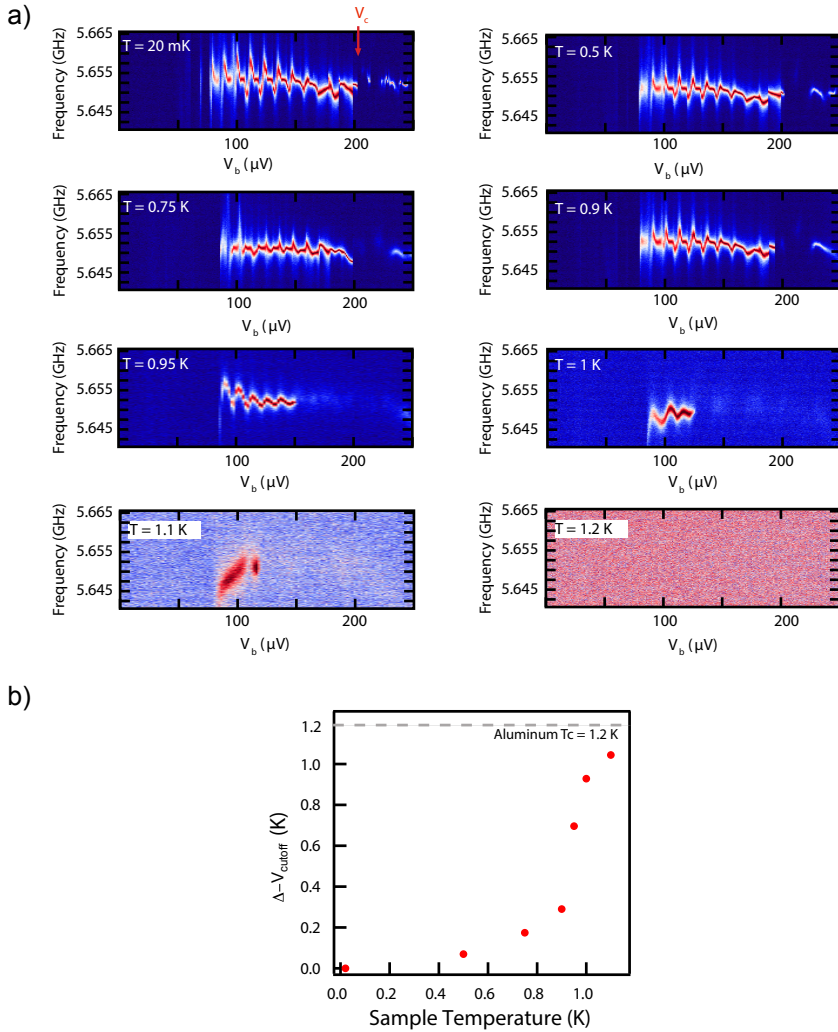 a)
V_c
5.665
5.655
5.645
Frequency (GHz)
T = 20 mK
100
200
V_b (μV)
5.665
5.655
5.645
Frequency (GHz)
T = 0.5 K
100
200
V_b (μV)
5.665
5.655
5.645
Frequency (GHz)
T = 0.75 K
100
200
V_b (μV)
5.665
5.655
5.645
Frequency (GHz)
T = 0.9 K
100
200
V_b (μV)
5.665
5.655
5.645
Frequency (GHz)
T = 0.95 K
100
200
V_b (μV)
5.665
5.655
5.645
Frequency (GHz)
T = 1 K
100
200
V_b (μV)
5.665
5.655
5.645
Frequency (GHz)
T = 1.1 K
100
200
V_b (μV)
5.665
5.655
5.645
Frequency (GHz)
T = 1.2 K
100
200
V_b (μV)
b)
1.2
1.0
0.8
0.6
0.4
0.2
0.0
Δ−V_cutoff (K)
Aluminum Tc = 1.2 K
0.0 0.2 0.4 0.6 0.8 1.0
Sample Temperature (K)